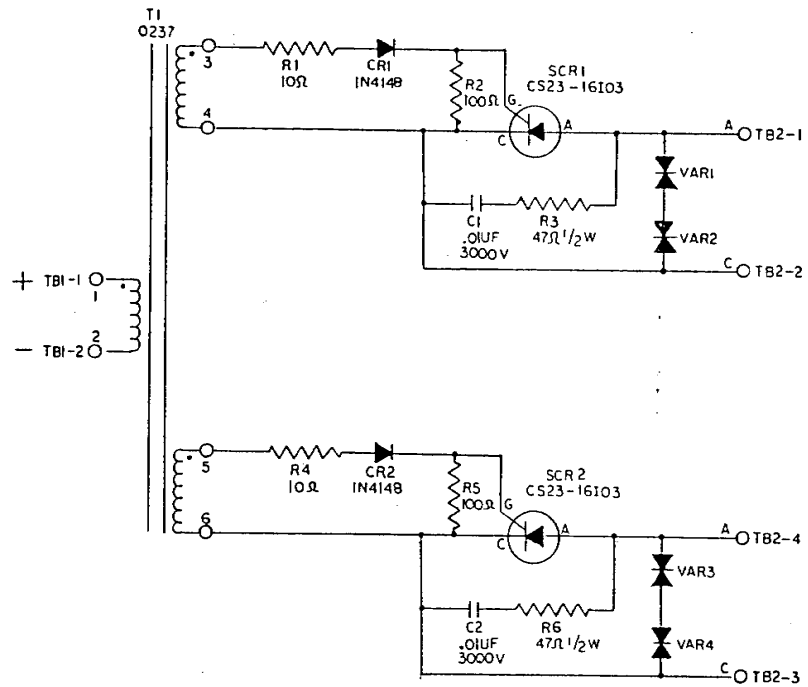 T1
0237
3
R1
10Ω
CR1
1N4148
R2
100Ω
G
SCR1
CS23-16I03
4
C
A
A
TB2-1
VAR1
C1
.01UF
3000V
R3
47Ω 1/2W
VAR2
C
TB2-2
+ TB1-1
1
2
- TB1-2
5
R4
10Ω
CR2
1N4148
R5
100Ω
G
SCR2
CS23-16I03
6
C
A
A
TB2-4
VAR3
C2
.01UF
3000V
R6
47Ω 1/2W
VAR4
C
TB2-3